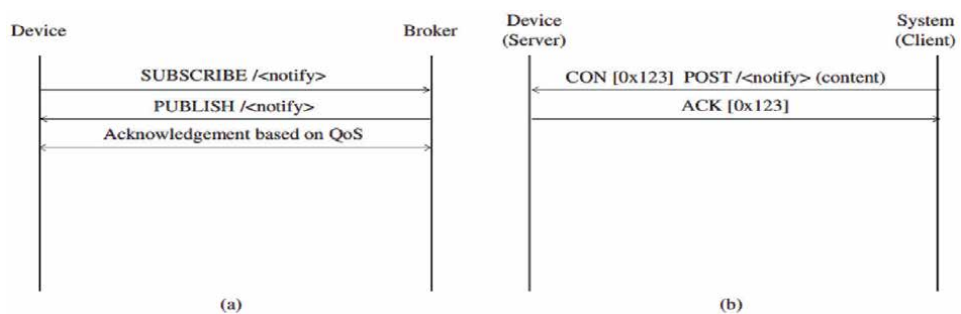 Device
Broker
SUBSCRIBE /<notify>
PUBLISH /<notify>
Acknowledgement based on QoS
(a)
Device
(Server)
System
(Client)
CON [0x123] POST /<notify> (content)
ACK [0x123]
(b)